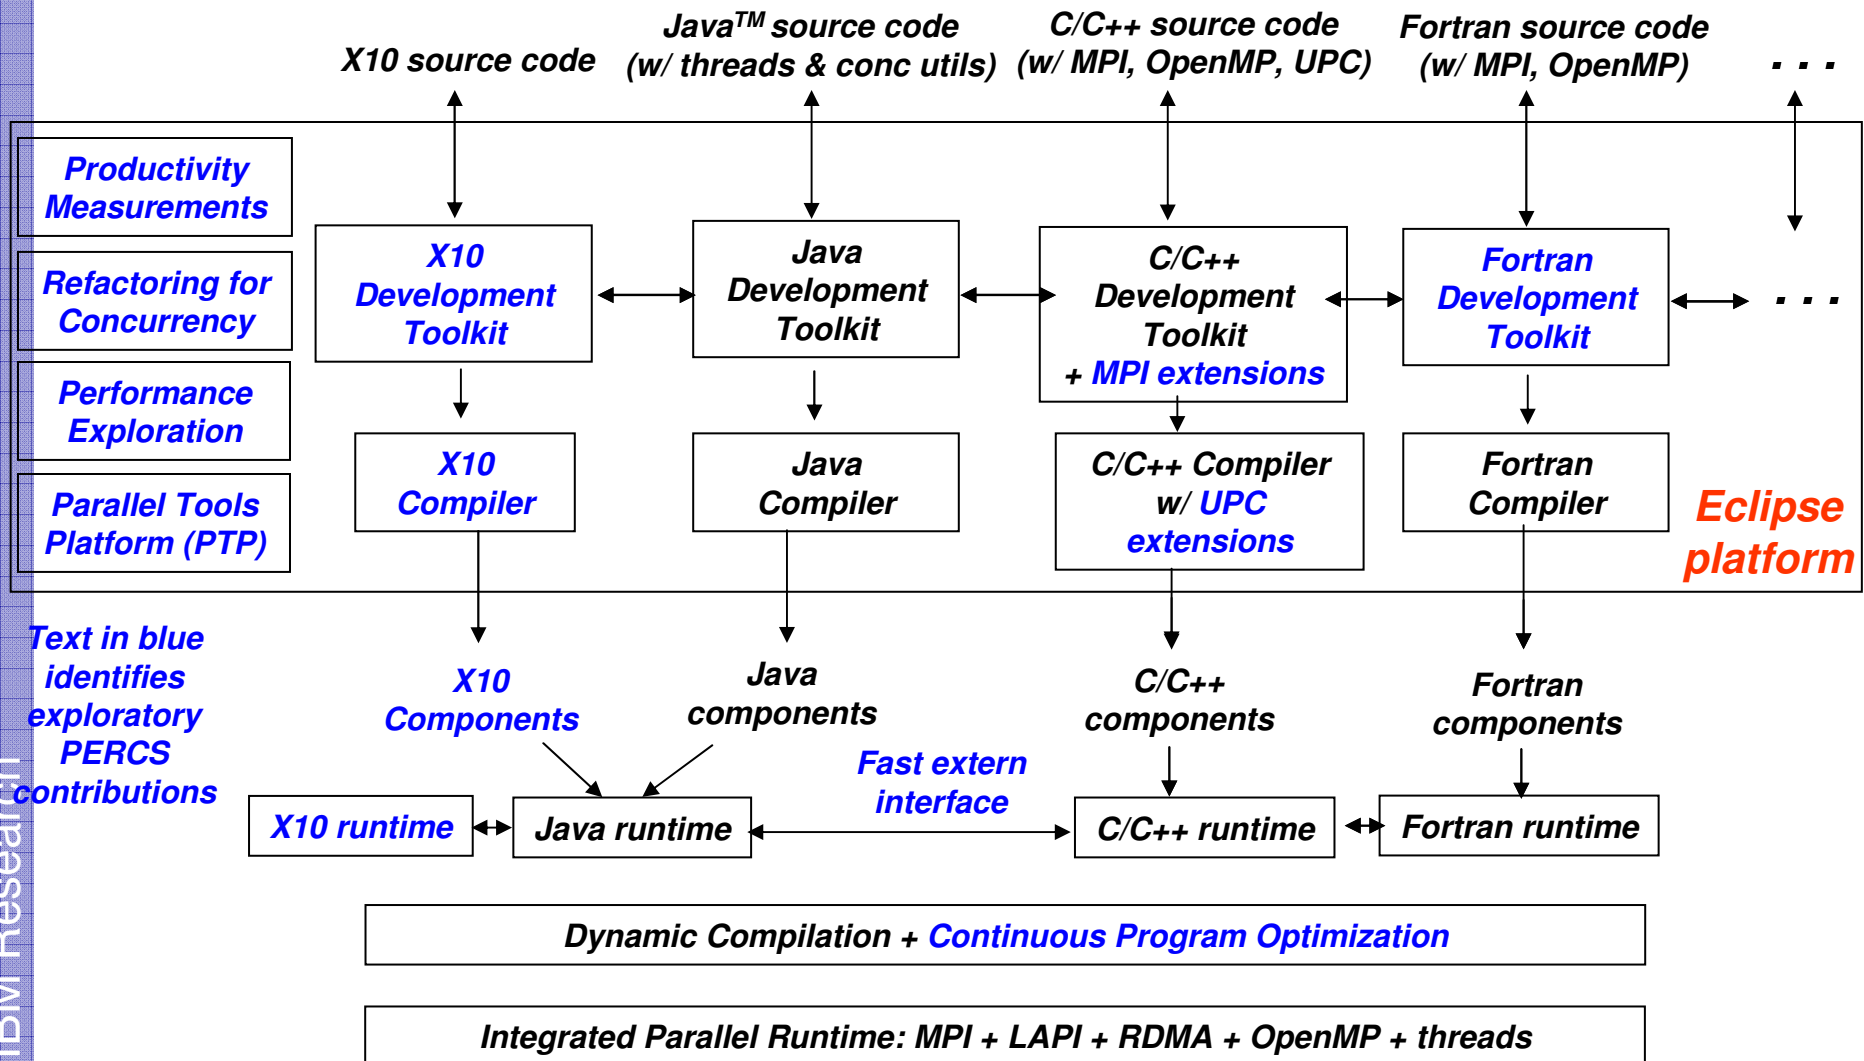 X10 source code
Java™ source code
(w/ threads & conc utils)
C/C++ source code
(w/ MPI, OpenMP, UPC)
Fortran source code
(w/ MPI, OpenMP)
. . .
Productivity
Measurements
Refactoring for
Concurrency
Performance
Exploration
Parallel Tools
Platform (PTP)
X10
Development
Toolkit
Java
Development
Toolkit
C/C++
Development
Toolkit
+ MPI extensions
Fortran
Development
Toolkit
. . .
X10
Compiler
Java
Compiler
C/C++ Compiler
w/ UPC
extensions
Fortran
Compiler
Eclipse
platform
Text in blue
identifies
exploratory
PERCS
contributions
X10
Components
Java
components
C/C++
components
Fortran
components
Fast extern
interface
X10 runtime
Java runtime
C/C++ runtime
Fortran runtime
Dynamic Compilation + Continuous Program Optimization
Integrated Parallel Runtime: MPI + LAPI + RDMA + OpenMP + threads
IBM Research